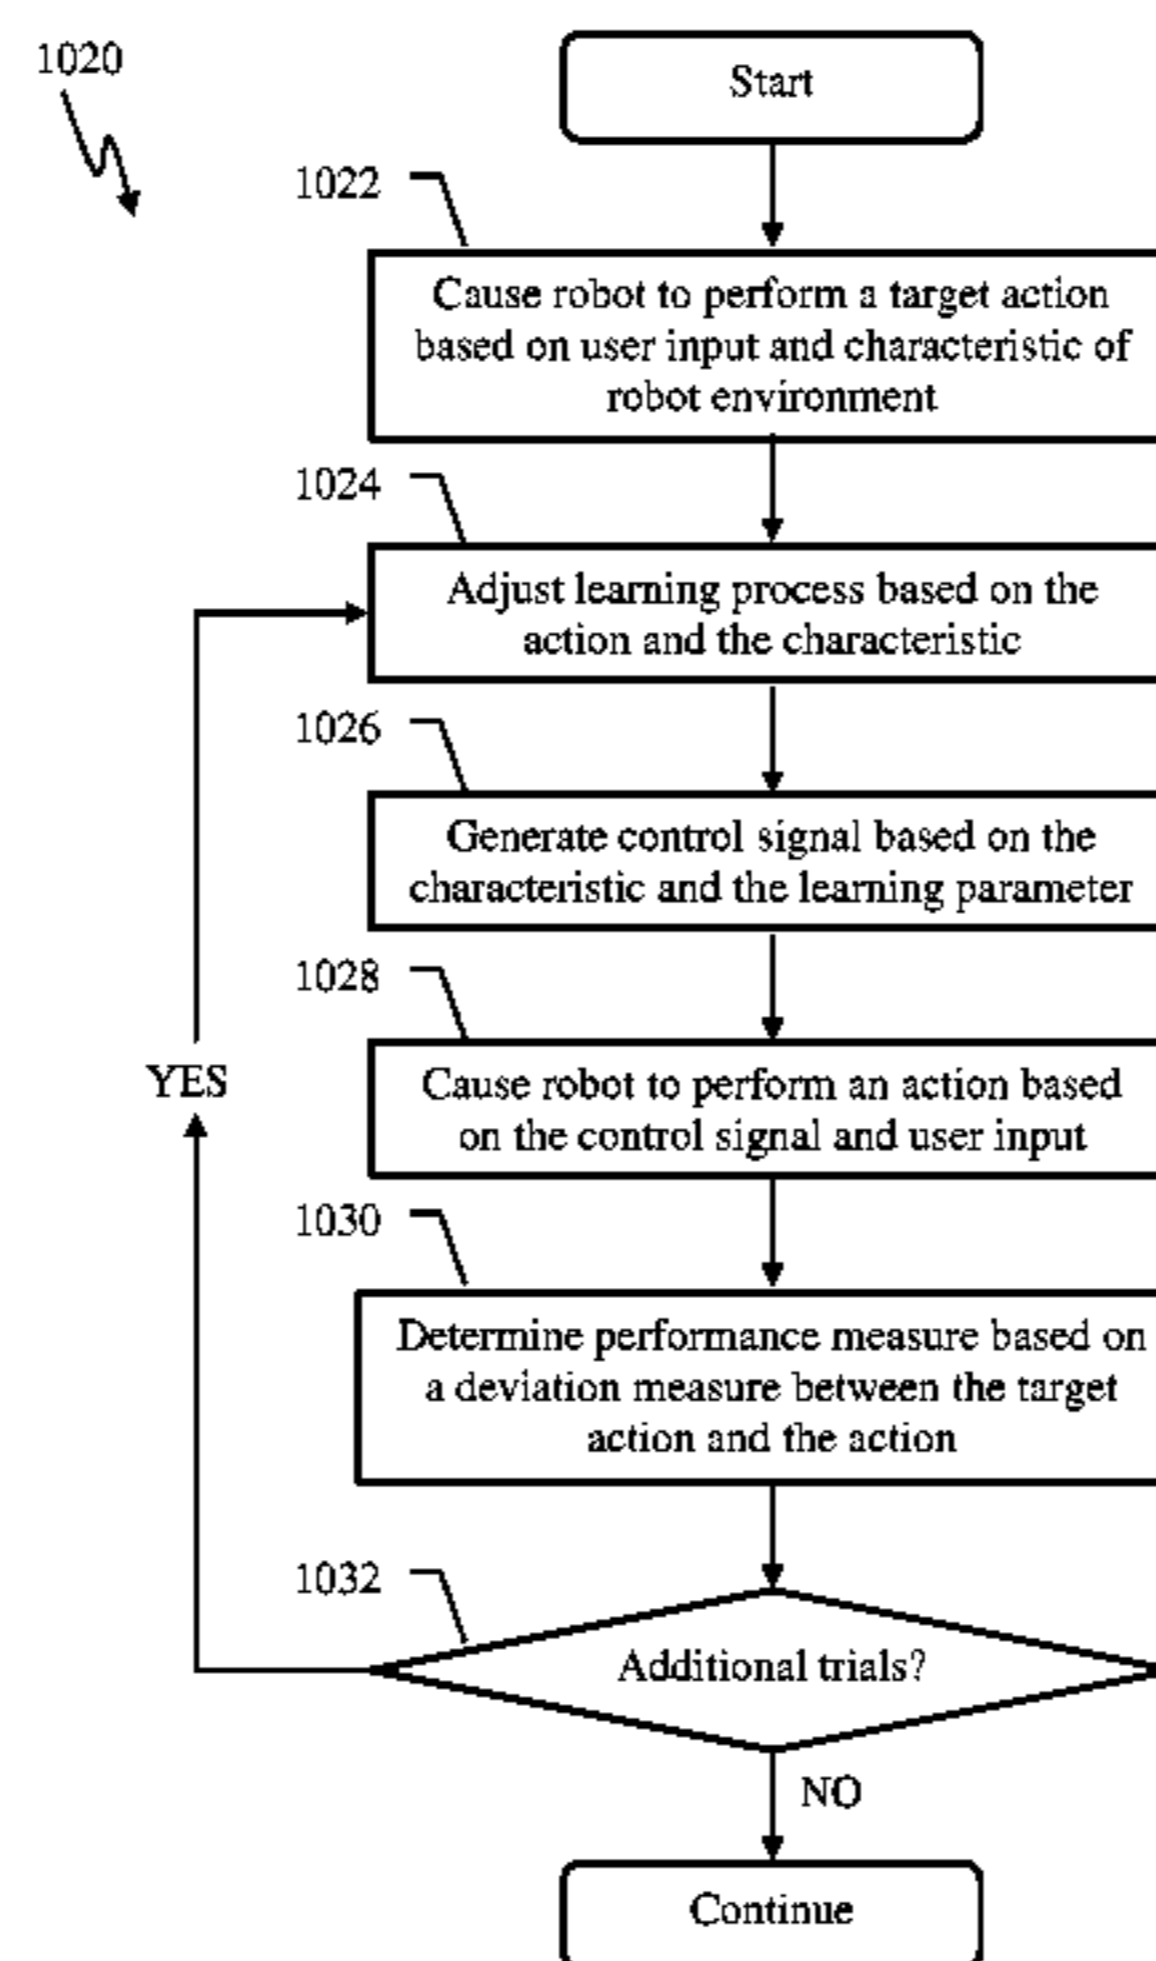 1020
Start
1022
Cause robot to perform a target action
based on user input and characteristic of
robot environment
1024
Adjust learning process based on the
action and the characteristic
1026
Generate control signal based on the
characteristic and the learning parameter
1028
Cause robot to perform an action based
on the control signal and user input
YES
1030
Determine performance measure based on
a deviation measure between the target
action and the action
1032
Additional trials?
NO
Continue